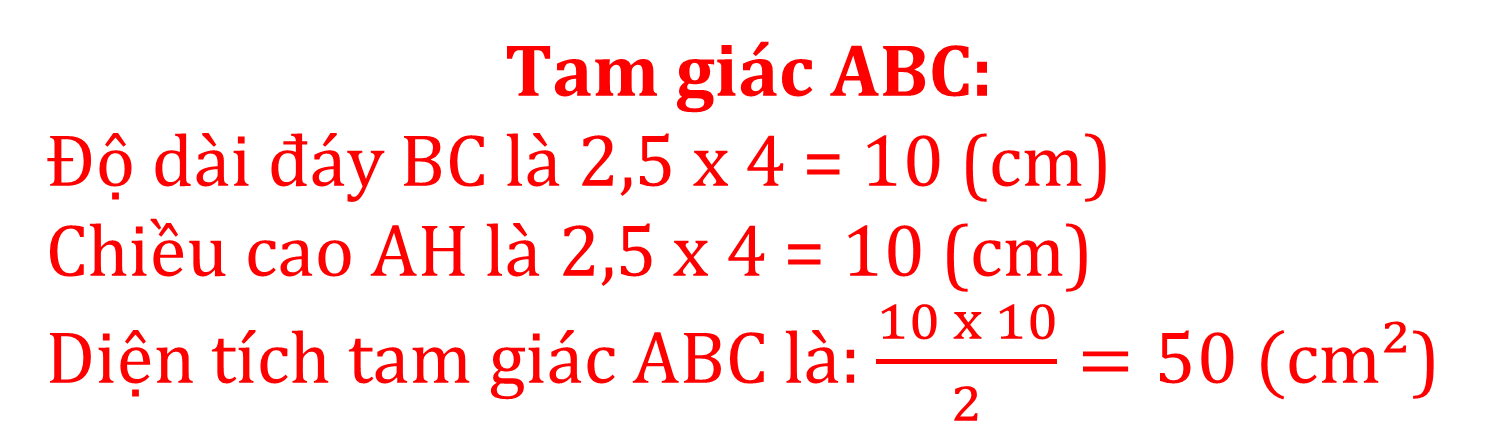 Tam giác ABC:
Độ dài đáy BC là 2,5 x 4 = 10 (cm)
Chiều cao AH là 2,5 x 4 = 10 (cm)
Diện tích tam giác ABC là: \frac{10 x 10}{2} = 50 (cm²)